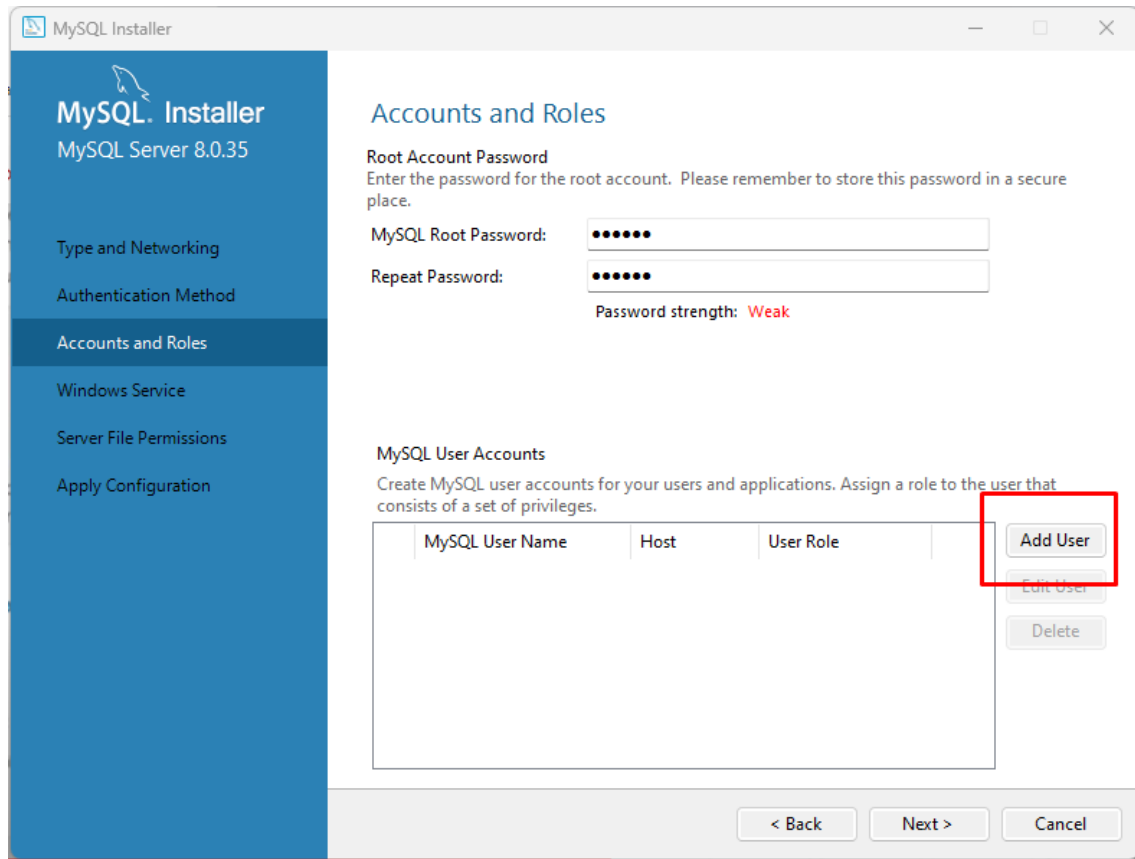 MySQL Installer
MySQL. Installer
MySQL Server 8.0.35
Type and Networking
Authentication Method
Accounts and Roles
Windows Service
Server File Permissions
Apply Configuration
Accounts and Roles
Root Account Password
Enter the password for the root account.  Please remember to store this password in a secure
place.
MySQL Root Password: ●●●●●●
Repeat Password: ●●●●●●
Password strength: Weak
MySQL User Accounts
Create MySQL user accounts for your users and applications. Assign a role to the user that
consists of a set of privileges.
MySQL User Name Host User Role
Add User
Edit User
Delete
< Back Next > Cancel